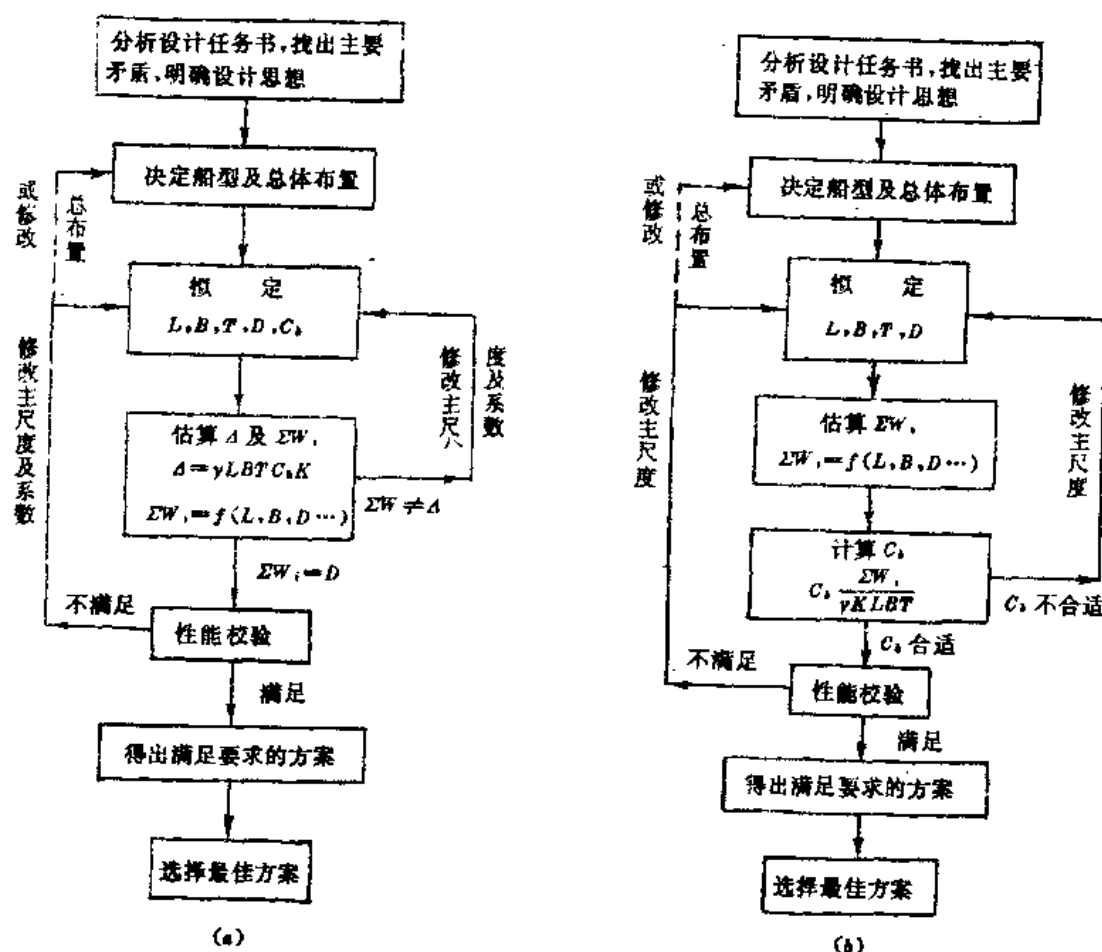 分析设计任务书,找出主要
矛盾,明确设计思想
决定船型及总体布置
或修改
总布置
拟 定
L,B,T,D,C_b
修改主尺度及系数
修改主尺
度及系数
估算 Δ 及 ΣW_i
Δ=γLBTC_bK
ΣW_i=f(L,B,D…)
ΣW≠Δ
ΣW_i=D
不满足
性能校验
满足
得出满足要求的方案
选择最佳方案
(a)
分析设计任务书,找出主要
矛盾,明确设计思想
决定船型及总体布置
或修改
总布置
拟 定
L,B,T,D
修改主尺度
修改主尺度
估算 ΣW_i
ΣW_i=f(L,B,D…)
计算 C_b
C_b ΣW_i/γKLBT
C_b 不合适
C_b 合适
不满足
性能校验
满足
得出满足要求的方案
选择最佳方案
(b)